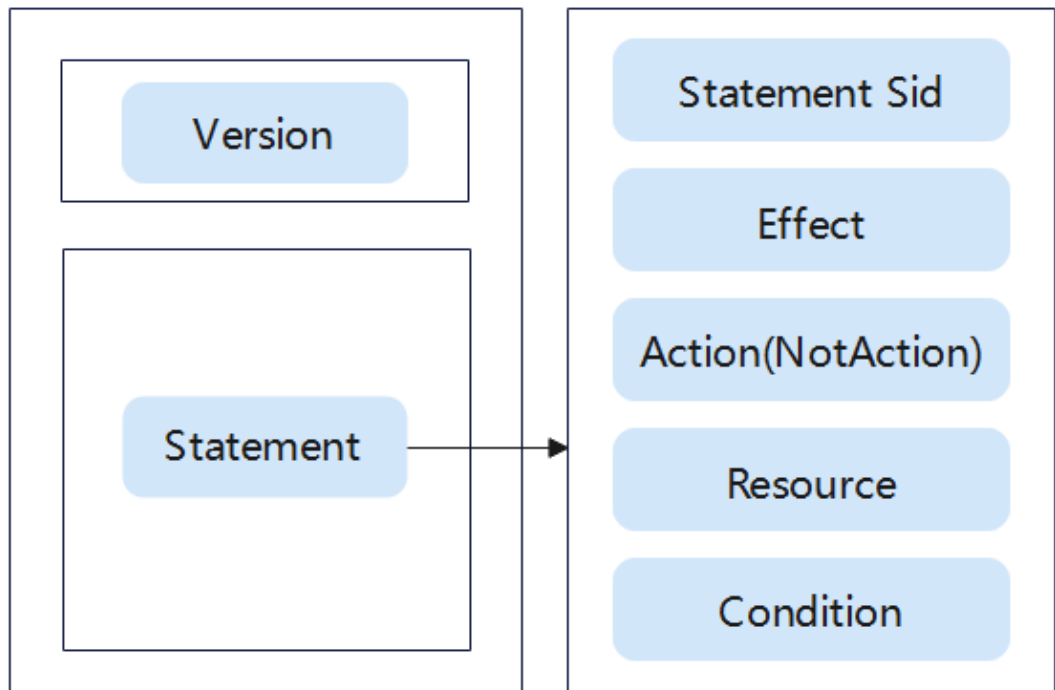 Version
Statement
Statement Sid
Effect
Action(NotAction)
Resource
Condition